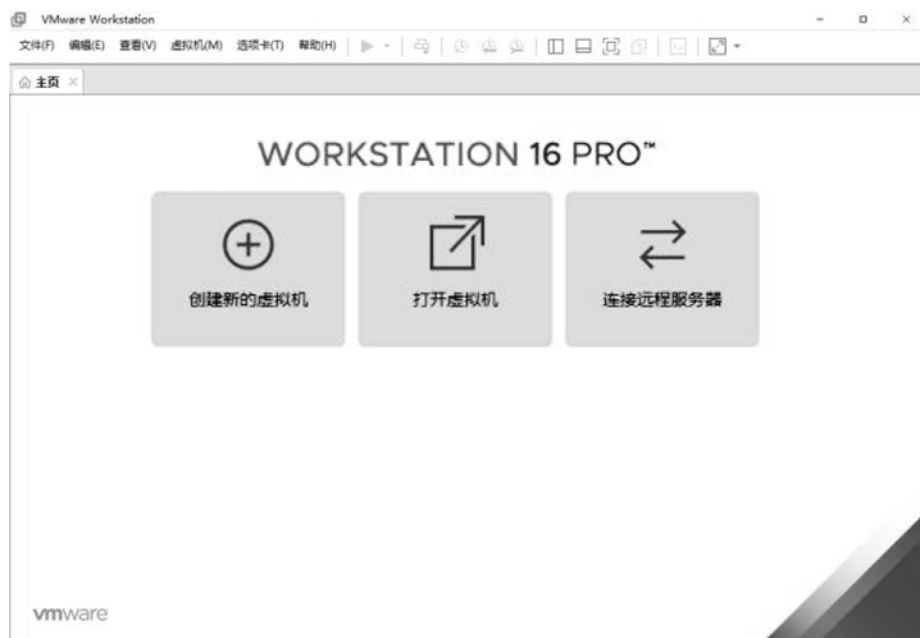 VMware Workstation
文件(F) 编辑(E) 查看(V) 虚拟机(M) 选项卡(T) 帮助(H)
主页
WORKSTATION 16 PRO™
创建新的虚拟机 打开虚拟机 连接远程服务器
vmware